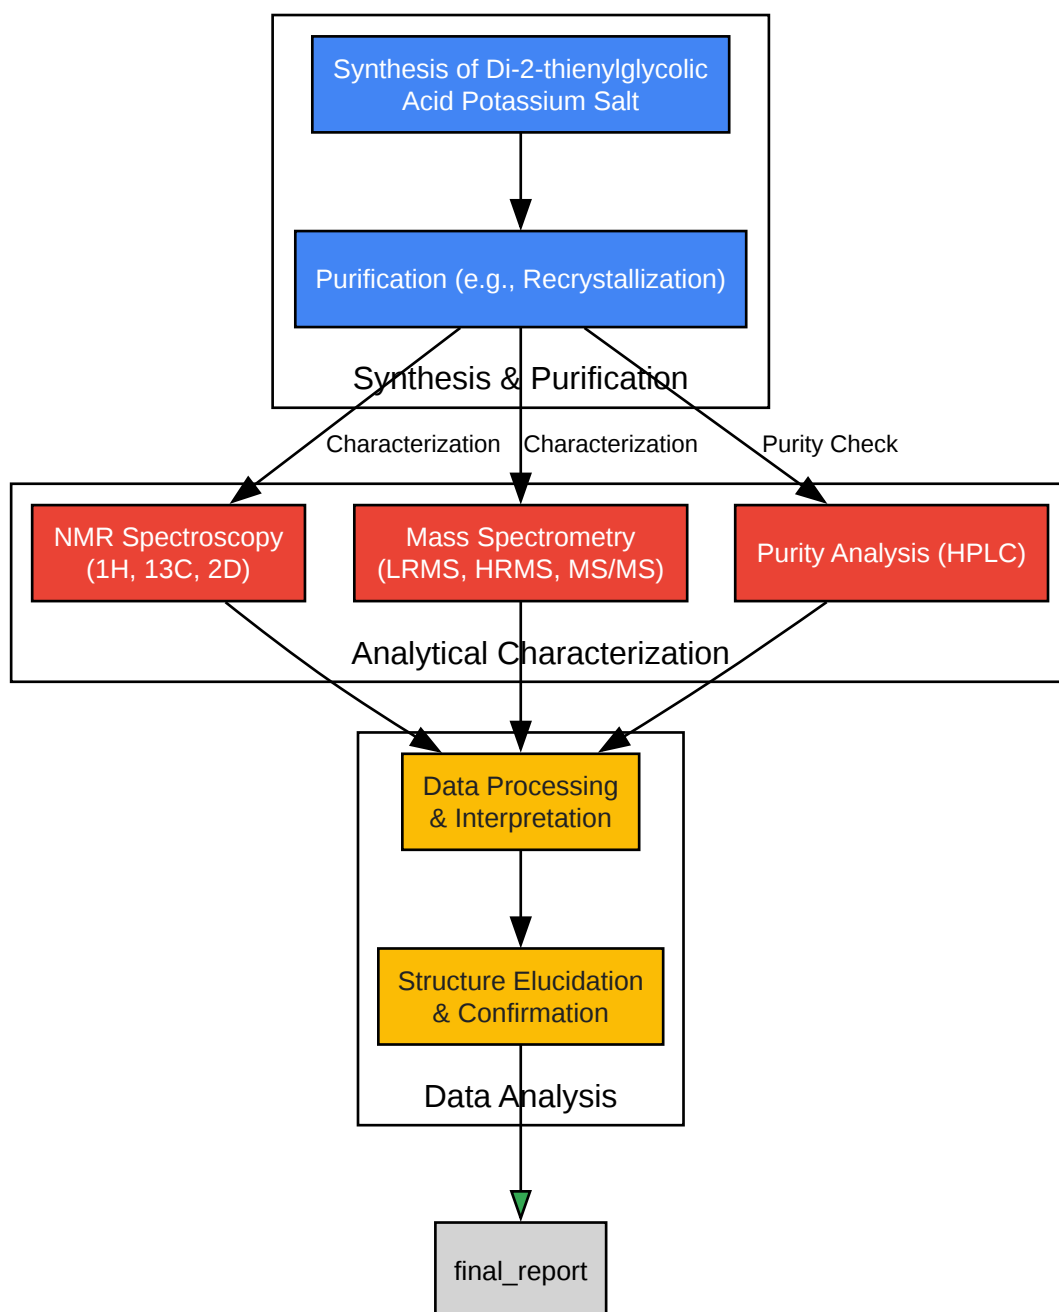 Synthesis of Di-2-thienylglycolic
Acid Potassium Salt
Purification (e.g., Recrystallization)
Synthesis & Purification
Characterization
Characterization
Purity Check
NMR Spectroscopy
(1H, 13C, 2D)
Mass Spectrometry
(LRMS, HRMS, MS/MS)
Purity Analysis (HPLC)
Analytical Characterization
Data Processing
& Interpretation
Structure Elucidation
& Confirmation
Data Analysis
final_report